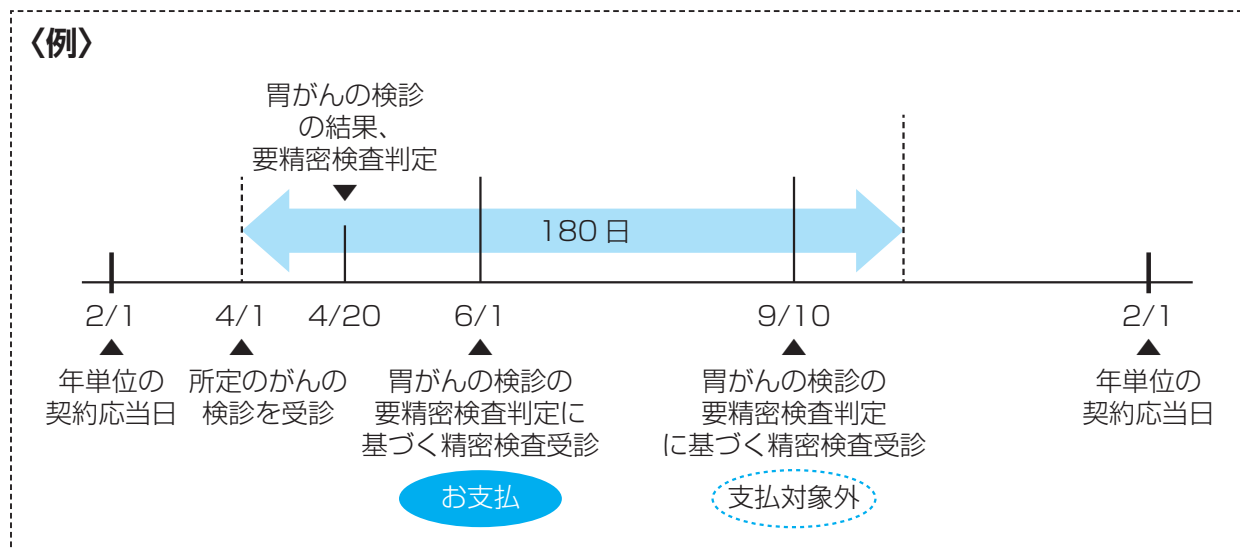 〈例〉
胃がんの検診
の結果、
要精密検査判定
180 日
2/1
4/1
4/20
6/1
9/10
2/1
年単位の
契約応当日
所定のがんの
検診を受診
胃がんの検診の
要精密検査判定に
基づく精密検査受診
お支払
胃がんの検診の
要精密検査判定
に基づく精密検査受診
支払対象外
年単位の
契約応当日